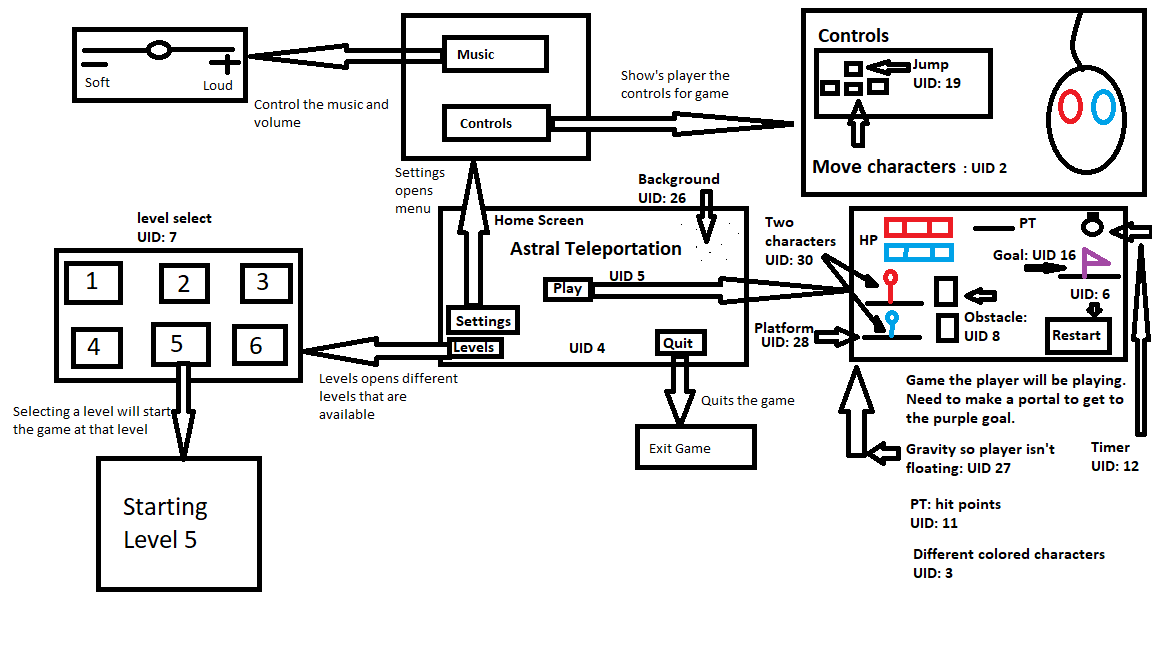 Soft
Loud
Control the music and
volume
Music
Controls
Show's player the
controls for game
Controls
Jump
UID: 19
Move characters : UID 2
Settings
opens
menu
level select
UID: 7
1
2
3
4
5
6
Selecting a level will start
the game at that level
Starting
Level 5
Levels opens different
levels that are
available
Background
UID: 26
Home Screen
Astral Teleportation
UID 5
Play
Settings
Levels
UID 4
Quit
Quits the game
Exit Game
Two
characters
UID: 30
Platform
UID: 28
HP
PT
Goal: UID 16
UID: 6
Obstacle:
UID 8
Restart
Game the player will be playing.
Need to make a portal to get to
the purple goal.
Gravity so player isn't
floating: UID 27
Timer
UID: 12
PT: hit points
UID: 11
Different colored characters
UID: 3